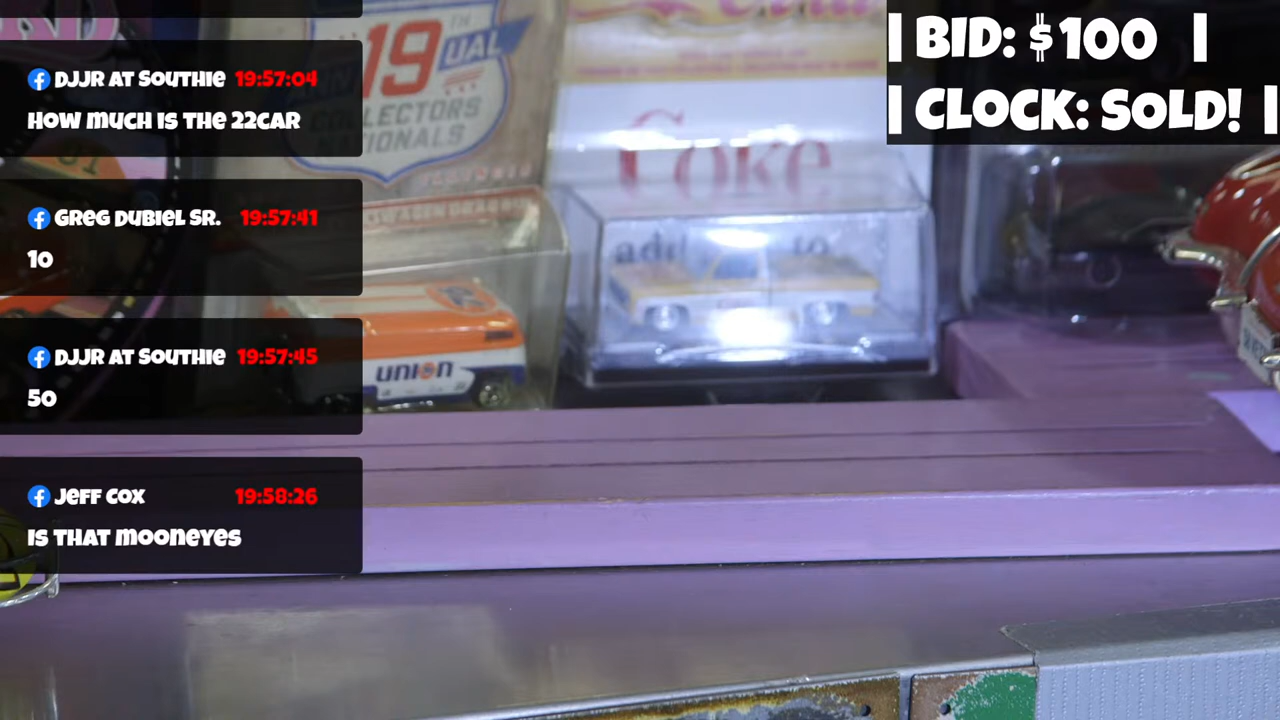 DJJR AT SOUTHIE 19:57:04
HOW MUCH IS THE 22CAR
GREG DUBIEL SR. 19:57:41
10
DJJR AT SOUTHIE 19:57:45
50
JEFF COX 19:58:26
IS THAT MOONEYES
19TH
UAL
COLLECTORS
NATIONALS
Coke
UNION
| BID: $100 |
| CLOCK: SOLD! |